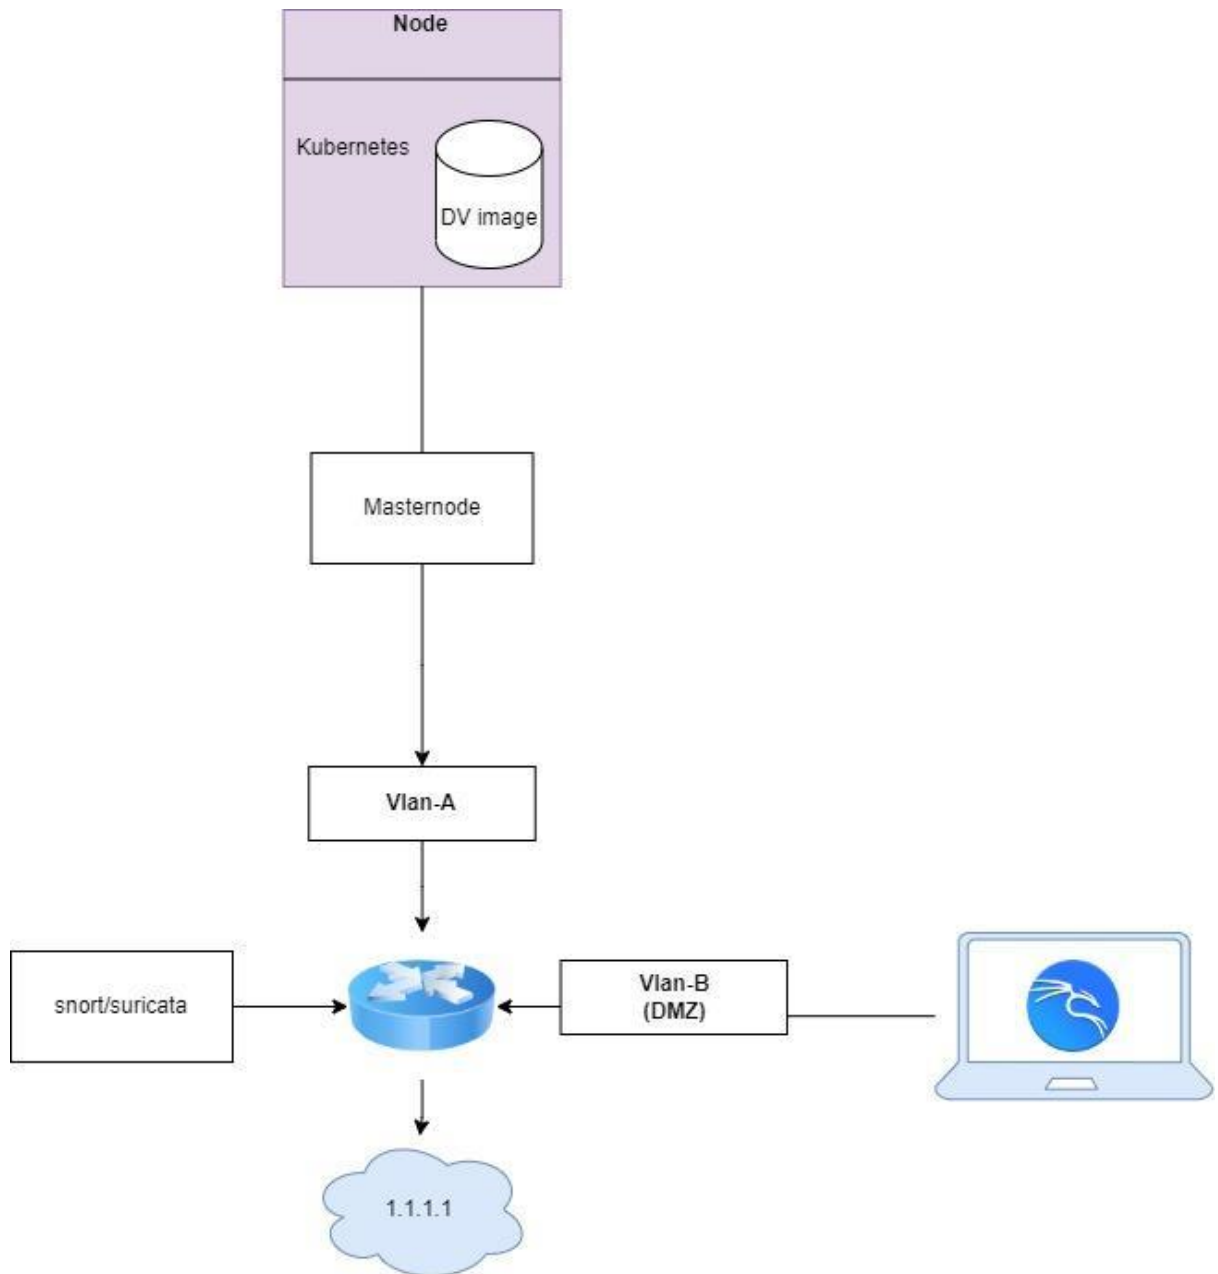 Node
Kubernetes
DV image
Masternode
Vlan-A
snort/suricata
Vlan-B
(DMZ)
1.1.1.1